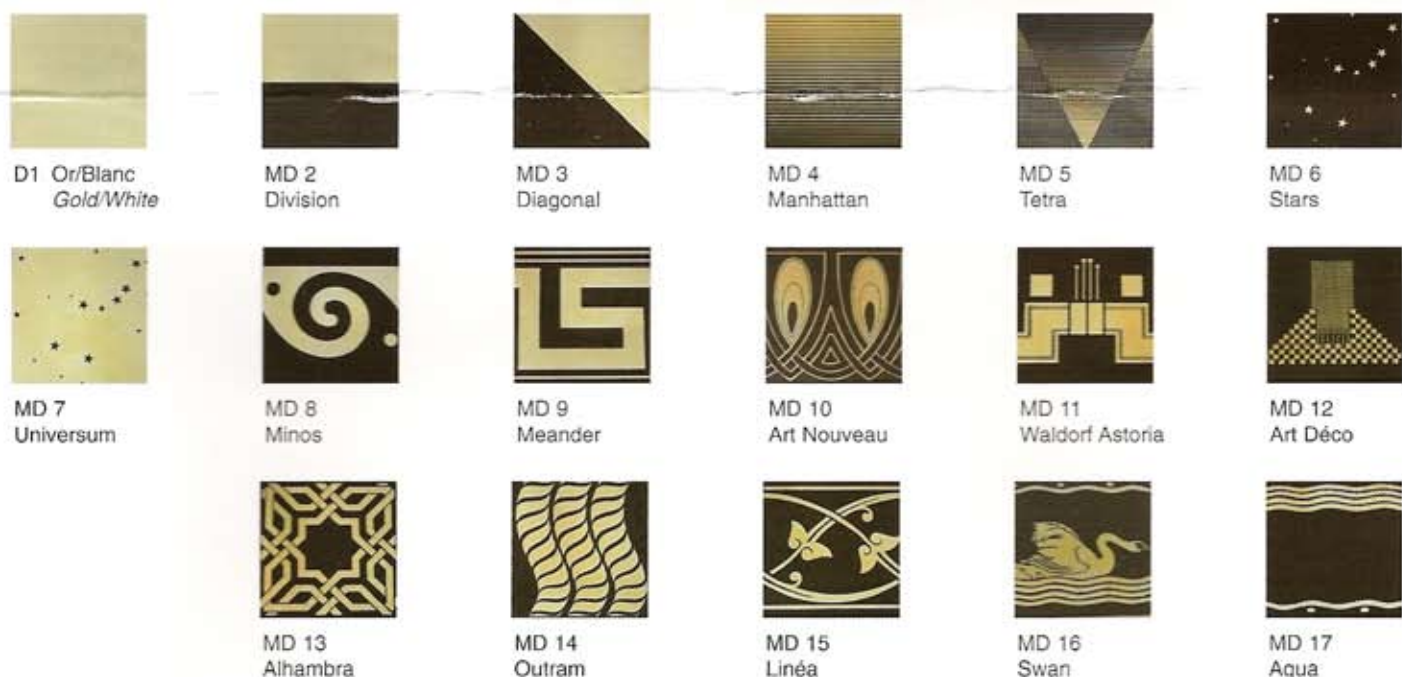 D1 Or/Blanc
Gold/White
MD 2
Division
MD 3
Diagonal
MD 4
Manhattan
MD 5
Tetra
MD 6
Stars
MD 7
Universum
MD 8
Minos
MD 9
Meander
MD 10
Art Nouveau
MD 11
Waldorf Astoria
MD 12
Art Déco
MD 13
Alhambra
MD 14
Outram
MD 15
Linéa
MD 16
Swan
MD 17
Aqua